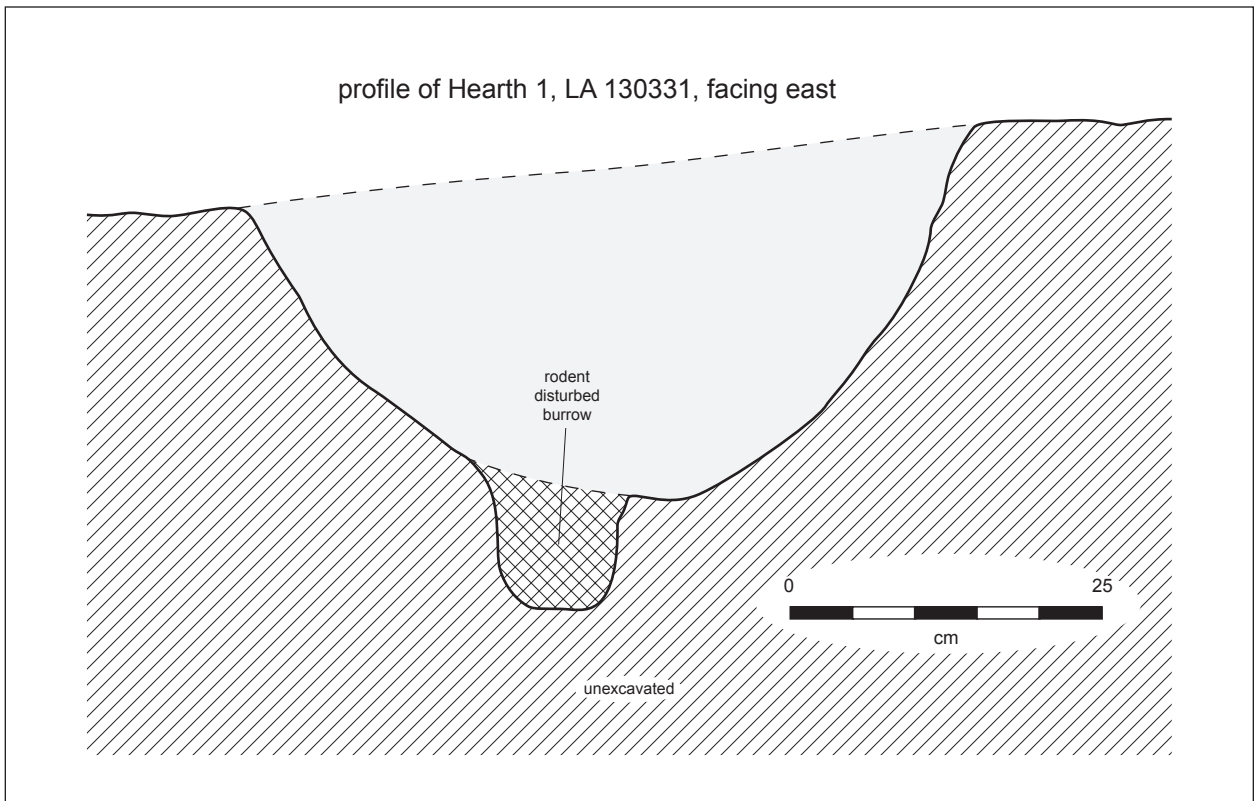 profile of Hearth 1, LA 130331, facing east
rodent
disturbed
burrow
0 25
cm
unexcavated